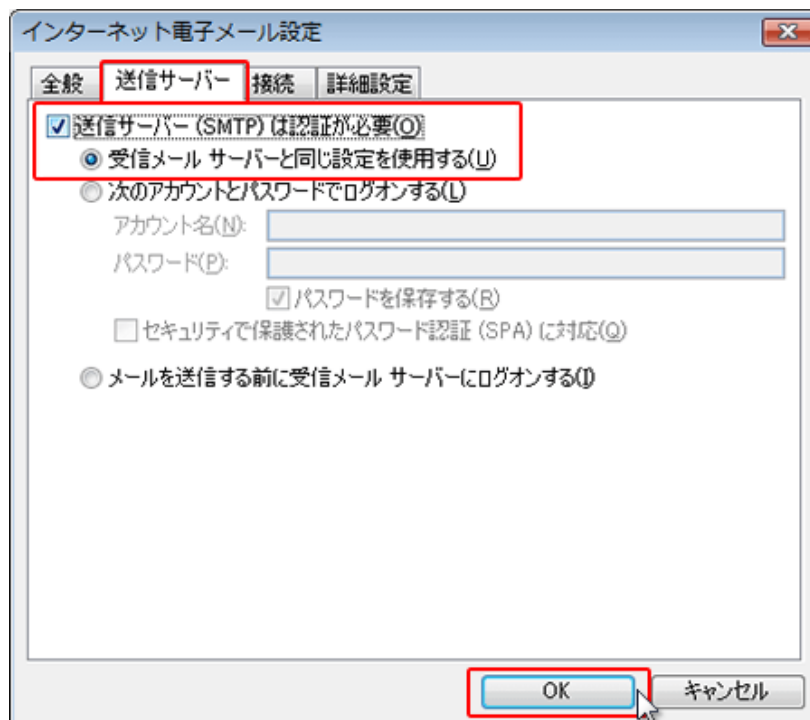 インターネット電子メール設定
全般 送信サーバー 接続 詳細設定
送信サーバー (SMTP) は認証が必要(O)
受信メール サーバーと同じ設定を使用する(U)
次のアカウントとパスワードでログオンする(L)
アカウント名(N):
パスワード(P):
パスワードを保存する(R)
セキュリティで保護されたパスワード認証 (SPA) に対応(Q)
メールを送信する前に受信メール サーバーにログオンする(I)
OK キャンセル